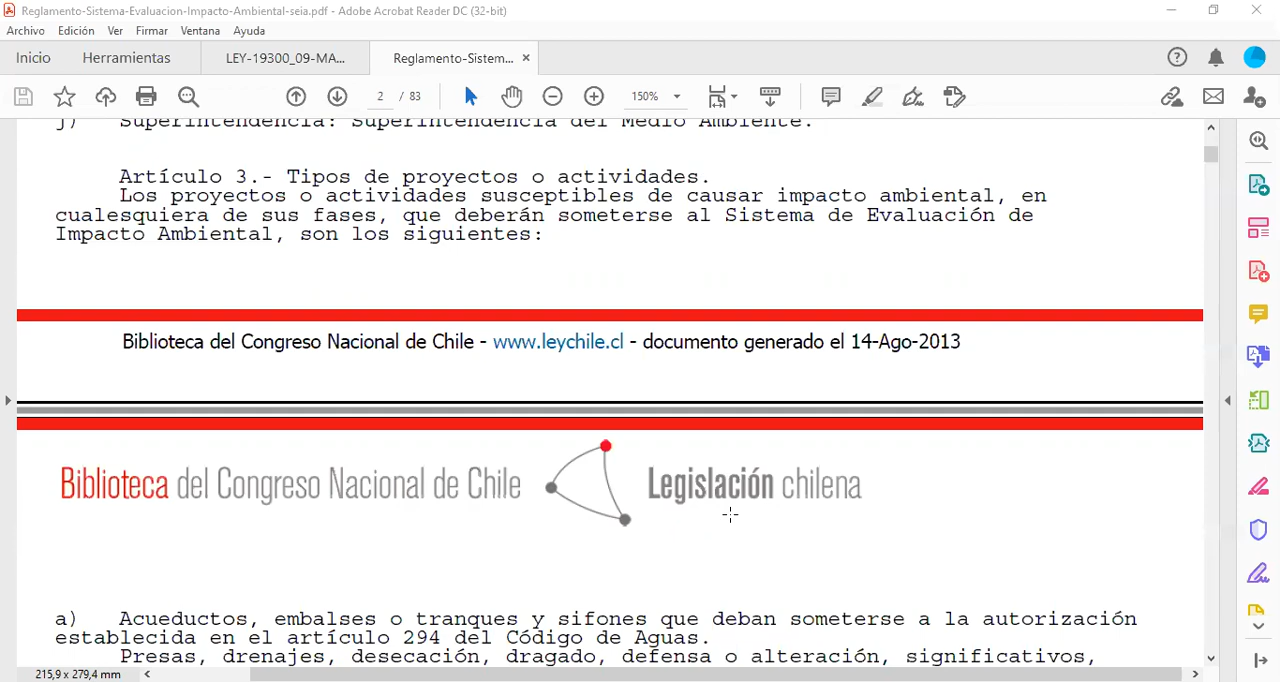 Reglamento-Sistema-Evaluacion-Impacto-Ambiental-seia.pdf - Adobe Acrobat Reader DC (32-bit)
Archivo Edición Ver Firmar Ventana Ayuda
Inicio Herramientas LEY-19300_09-MA... Reglamento-Sistem... ×
2 / 83 150%
j) Superintendencia: Superintendencia del Medio Ambiente.
Artículo 3.- Tipos de proyectos o actividades.
Los proyectos o actividades susceptibles de causar impacto ambiental, en
cualesquiera de sus fases, que deberán someterse al Sistema de Evaluación de
Impacto Ambiental, son los siguientes:
Biblioteca del Congreso Nacional de Chile - www.leychile.cl - documento generado el 14-Ago-2013
Biblioteca del Congreso Nacional de Chile Legislación chilena
a) Acueductos, embalses o tranques y sifones que deban someterse a la autorización
establecida en el artículo 294 del Código de Aguas.
Presas, drenajes, desecación, dragado, defensa o alteración, significativos,
215,9 x 279,4 mm